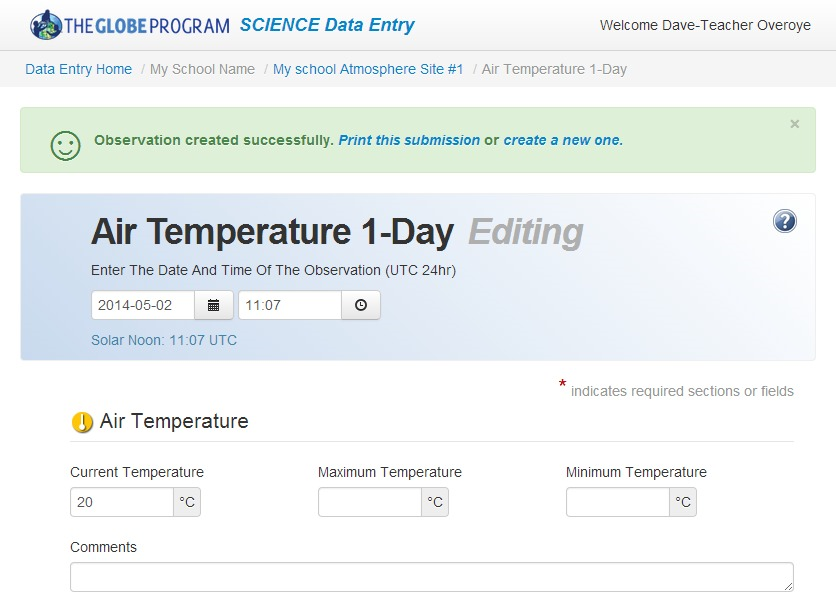 THE GLOBE PROGRAM SCIENCE Data Entry Welcome Dave-Teacher Overoye
Data Entry Home / My School Name / My school Atmosphere Site #1 / Air Temperature 1-Day
×
Observation created successfully. Print this submission or create a new one.
Air Temperature 1-Day Editing ?
Enter The Date And Time Of The Observation (UTC 24hr)
2014-05-02 11:07
Solar Noon: 11:07 UTC
* indicates required sections or fields
Air Temperature
Current Temperature Maximum Temperature Minimum Temperature
20 °C °C °C
Comments